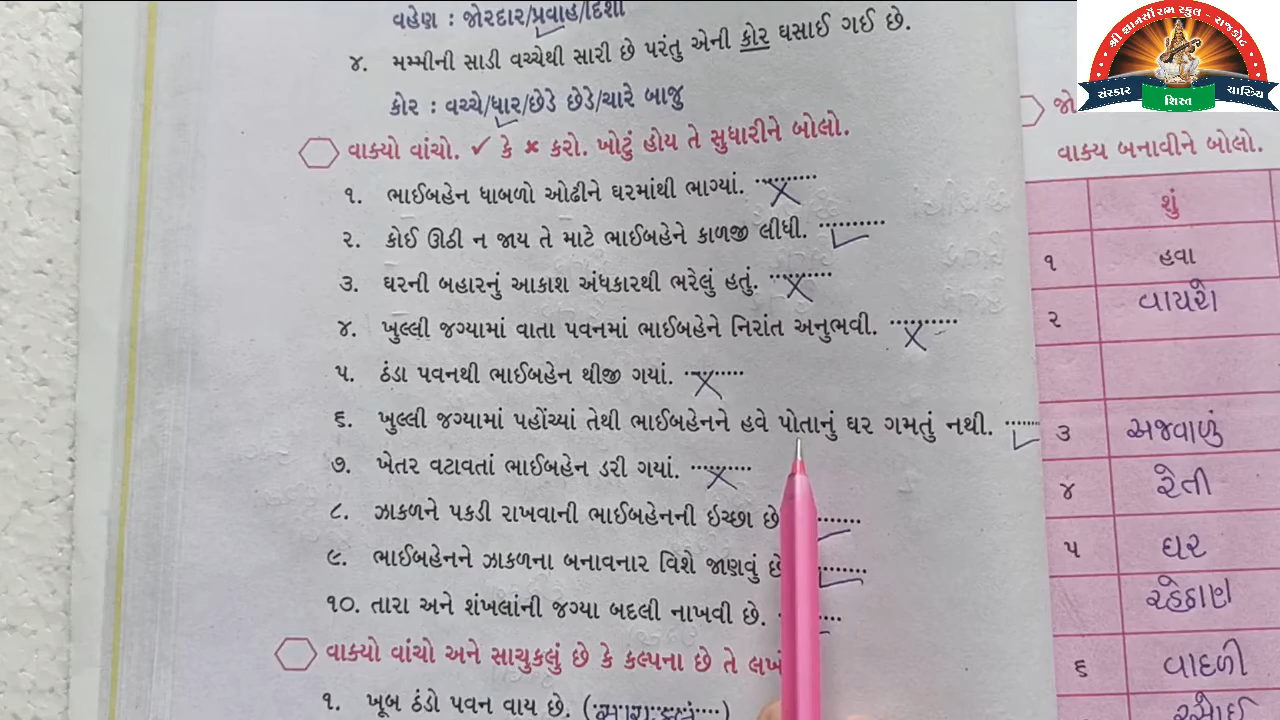 વહેણ : જોરદાર/પ્રવાહ/દિશા
૪. મમ્મીની સાડી વચ્ચેથી સારી છે પરંતુ એની કોર ઘસાઈ ગઈ છે.
કોર : વચ્ચે/ધાર/છેડે છેડે/ચારે બાજુ
વાક્યો વાંચો. ✓ કે ✗ કરો. ખોટું હોય તે સુધારીને બોલો.
૧. ભાઈબહેન ધાબળો ઓઢીને ઘરમાંથી ભાગ્યાં. ......... ✗
૨. કોઈ ઊઠી ન જાય તે માટે ભાઈબહેને કાળજી લીધી. ......... ✓
૩. ઘરની બહારનું આકાશ અંધકારથી ભરેલું હતું. ......... ✗
૪. ખુલ્લી જગ્યામાં વાતા પવનમાં ભાઈબહેને નિરાંત અનુભવી. ......... ✗
૫. ઠંડા પવનથી ભાઈબહેન થીજી ગયાં. ......... ✗
૬. ખુલ્લી જગ્યામાં પહોંચ્યાં તેથી ભાઈબહેનને હવે પોતાનું ઘર ગમતું નથી. ...... ✓
૭. ખેતર વટાવતાં ભાઈબહેન ડરી ગયાં. ......... ✗
૮. ઝાકળને પકડી રાખવાની ભાઈબહેનની ઇચ્છા છે ......
૯. ભાઈબહેનને ઝાકળના બનાવનાર વિશે જાણવું છે ...... ✓
૧૦. તારા અને શંખલાંની જગ્યા બદલી નાખવી છે. ......
વાક્યો વાંચો અને સાચુકલું છે કે કલ્પના છે તે લખો
૧. ખૂબ ઠંડો પવન વાય છે. (સાચુકલું)
શ્રી જ્ઞાનસૌરભ સ્કુલ - રાજકોટ
સંસ્કાર
શિસ્ત
ચારિત્ર્ય
જો
વાક્ય બનાવીને બોલો.
શું
૧ હવા
૨ વાયરો
૩ અજવાળું
૪ રેતી
૫ ઘર
રહેઠાણ
૬ વાદળી